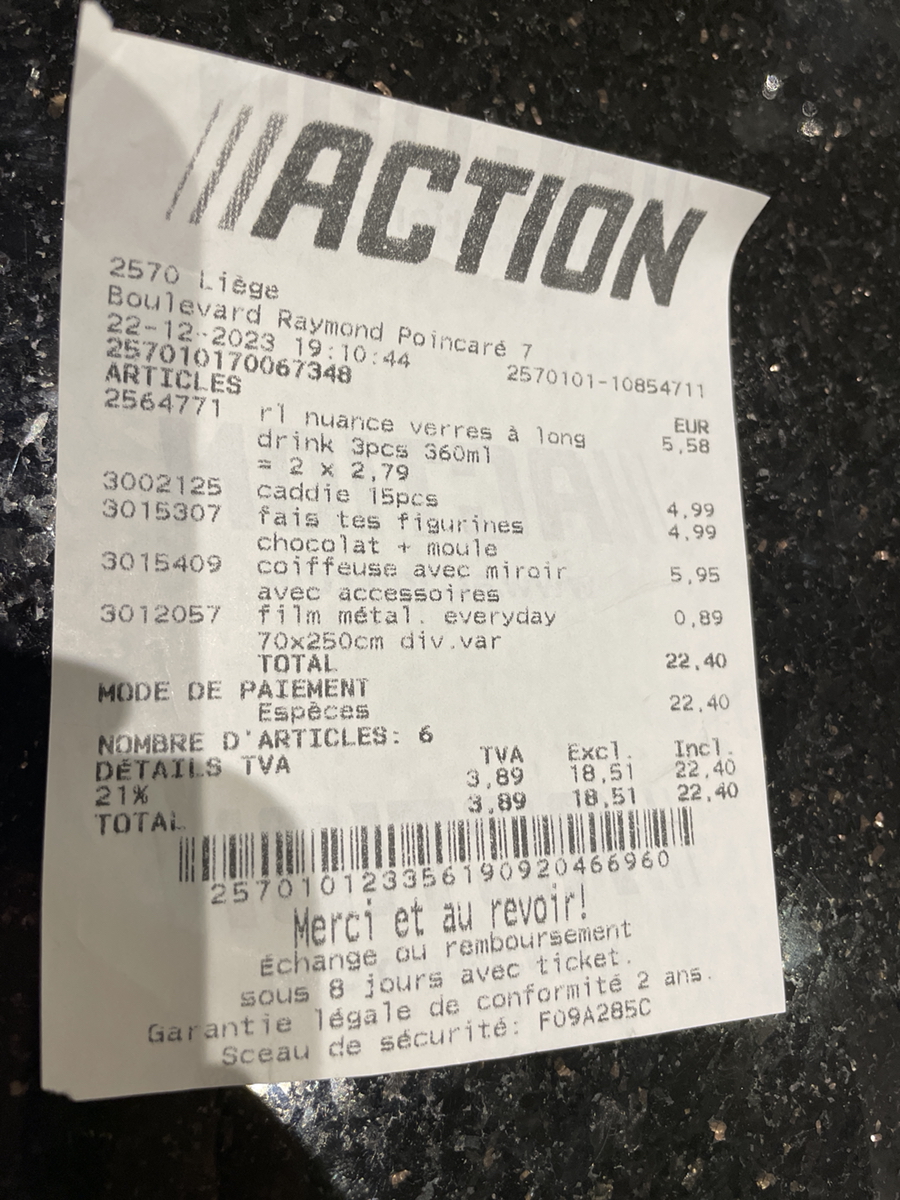 ACTION
2570 Liège
Boulevard Raymond Poincaré 7
22-12-2023 19:10:44
257010170067348 2570101-10854711
ARTICLES EUR
2564771 rl nuance verres à long 5,58
drink 3pcs 360ml
= 2 x 2,79
3002125 caddie 15pcs 4,99
3015307 fais tes figurines 4,99
chocolat + moule
3015409 coiffeuse avec miroir 5,95
avec accessoires
3012057 film métal. everyday 0,89
70x250cm div.var
TOTAL 22,40
MODE DE PAIEMENT
Espèces 22,40
NOMBRE D'ARTICLES: 6
DÉTAILS TVA TVA Excl. Incl.
21% 3,89 18,51 22,40
TOTAL 3,89 18,51 22,40
257010123356190920466960
Merci et au revoir!
Échange ou remboursement
sous 8 jours avec ticket.
Garantie légale de conformité 2 ans.
Sceau de sécurité: F09A285C